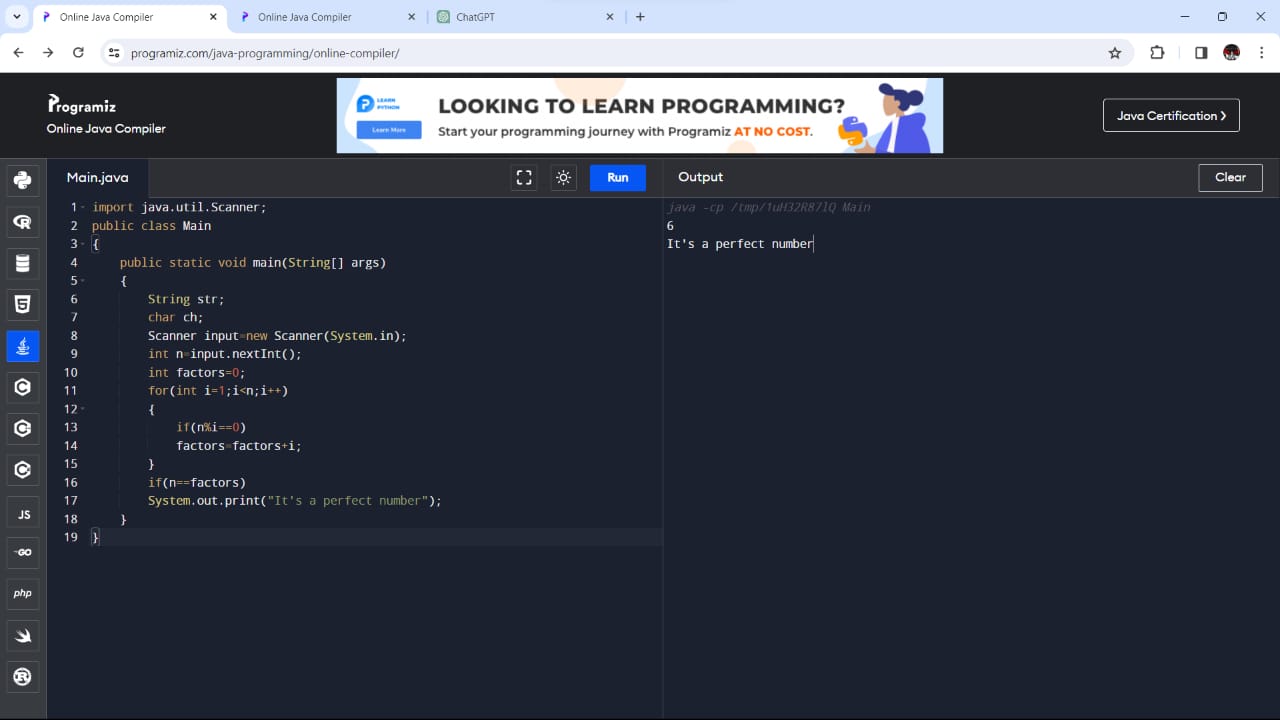 Online Java Compiler
Online Java Compiler
ChatGPT
programiz.com/java-programming/online-compiler/
Programiz
Online Java Compiler
LEARN
PYTHON
Learn More
LOOKING TO LEARN PROGRAMMING?
Start your programming journey with Programiz AT NO COST.
Java Certification
Main.java
Run
Output
Clear
1 import java.util.Scanner;
2 public class Main
3 {
4 public static void main(String[] args)
5 {
6 String str;
7 char ch;
8 Scanner input=new Scanner(System.in);
9 int n=input.nextInt();
10 int factors=0;
11 for(int i=1;i<n;i++)
12 {
13 if(n%i==0)
14 factors=factors+i;
15 }
16 if(n==factors)
17 System.out.print("It's a perfect number");
18 }
19 }
java -cp /tmp/1uH32R87lQ Main
6
It's a perfect number
R
JS
GO
php